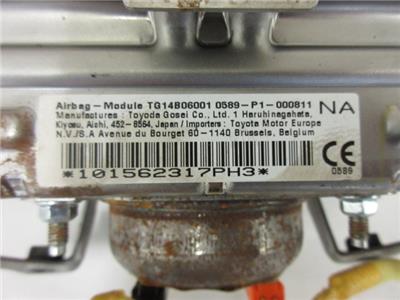 Airbag-Module TG14B06001 0589-P1-000811 NA
Manufactures : Toyoda Gosei Co., Ltd. 1 Haruhinagahata,
Kiyosu, Aizhi, 452-8564, Japan / Importers : Toyota Motor Europe
N.V./S.A Avenue du Bourget 60 - 1140 Brussels, Belgium
*101562317PH3*
CE
0589